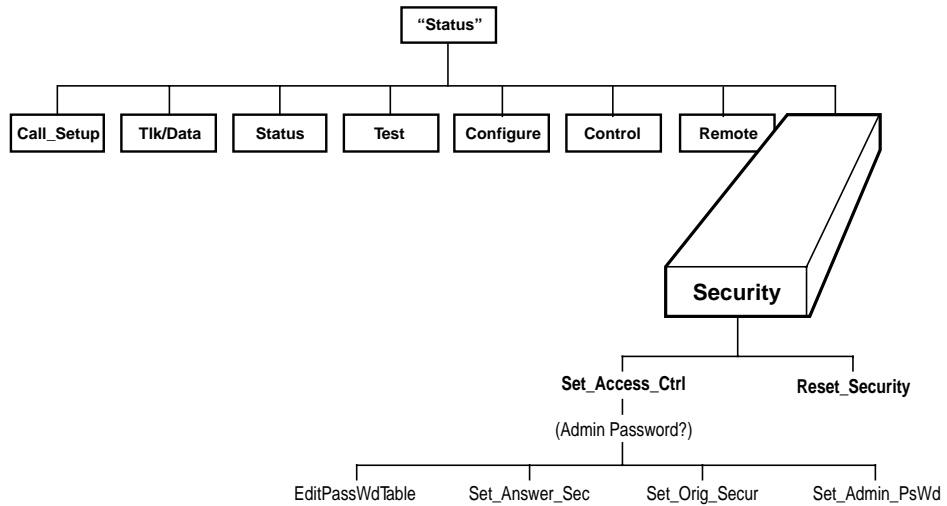 “Status”
Call_Setup
Tlk/Data
Status
Test
Configure
Control
Remote
Security
Set_Access_Ctrl
Reset_Security
(Admin Password?)
EditPassWdTable
Set_Answer_Sec
Set_Orig_Secur
Set_Admin_PsWd